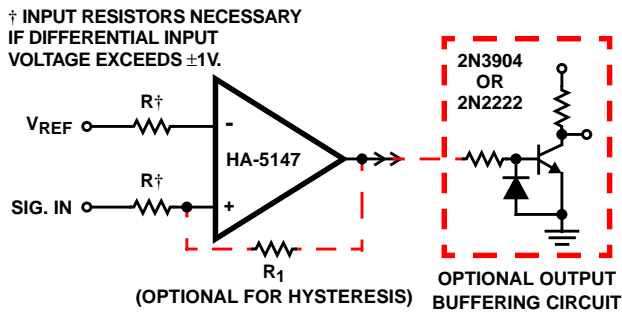 † INPUT RESISTORS NECESSARY
IF DIFFERENTIAL INPUT
VOLTAGE EXCEEDS ±1V.
2N3904
OR
2N2222
R†
VREF
-
HA-5147
R†
SIG. IN
+
R1
(OPTIONAL FOR HYSTERESIS)
OPTIONAL OUTPUT
BUFFERING CIRCUIT